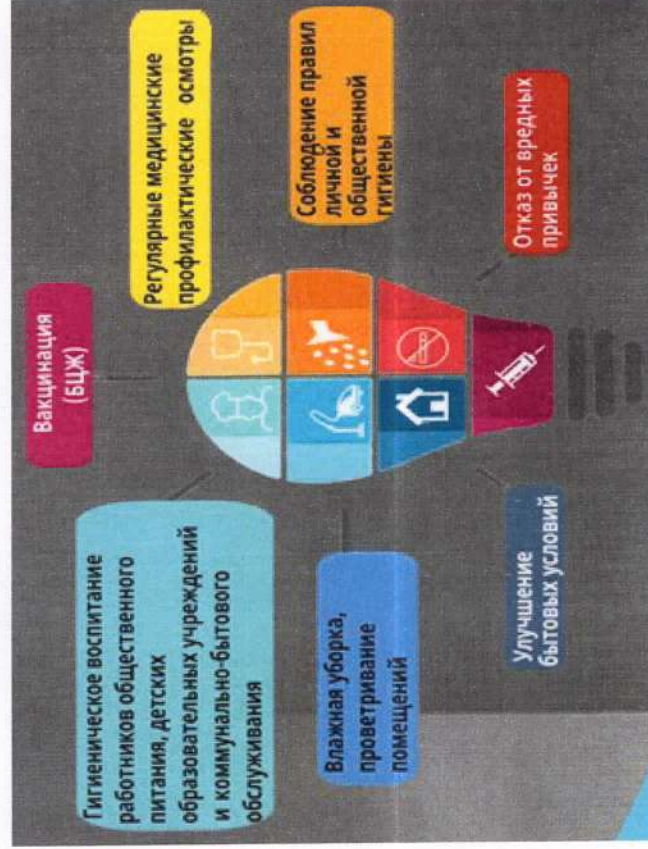 Вакцинация
(БЦЖ)
Гигиеническое воспитание
работников общественного
питания, детских
образовательных учреждений
и коммунально-бытового
обслуживания
Регулярные медицинские
профилактические осмотры
Влажная уборка,
проветривание
помещений
Соблюдение правил
личной и
общественной
гигиены
Улучшение
бытовых условий
Отказ от вредных
привычек